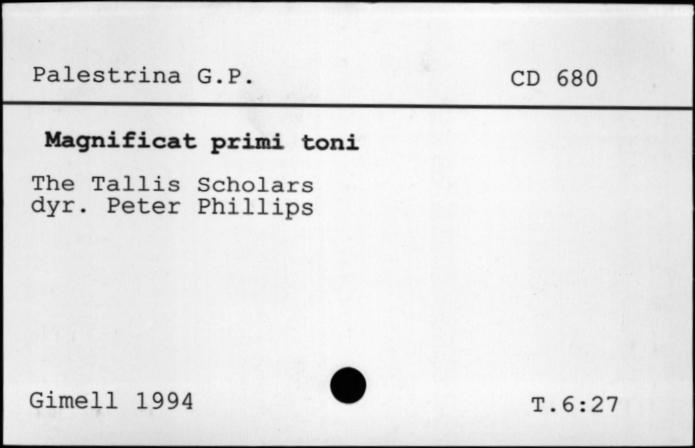 Palestrina G.P. CD 680
Magnificat primi toni
The Tallis Scholars
dyr. Peter Phillips
Gimell 1994 T.6:27